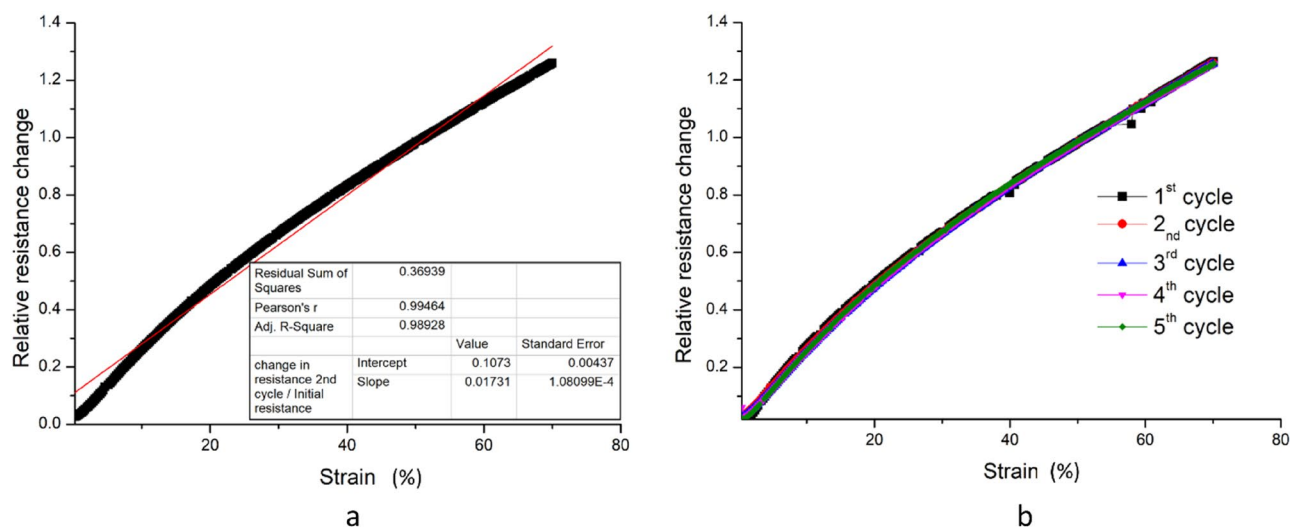 1.4
1.2
1.0
0.8
0.6
0.4
0.2
0.0
Relative resistance change
20
40
60
80
Strain (%)
Residual Sum of
Squares
0.36939
Pearson's r
0.99464
Adj. R-Square
0.98928
Value
Standard Error
change in
resistance 2nd
cycle / Initial
resistance
Intercept
0.1073
0.00437
Slope
0.01731
1.08099E-4
a
1.4
1.2
1.0
0.8
0.6
0.4
0.2
Relative resistance change
20
40
60
80
Strain (%)
1st cycle
2nd cycle
3rd cycle
4th cycle
5th cycle
b